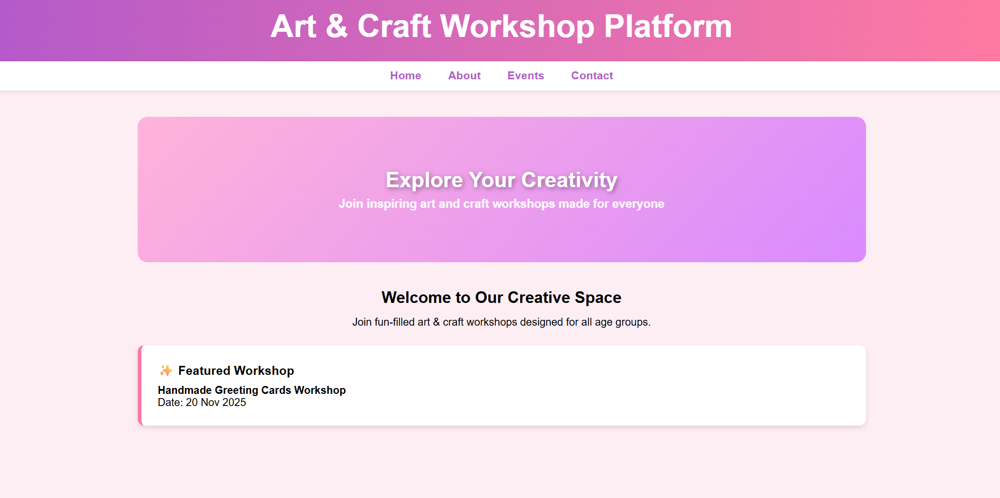 Art & Craft Workshop Platform
Home About Events Contact
Explore Your Creativity
Join inspiring art and craft workshops made for everyone
Welcome to Our Creative Space
Join fun-filled art & craft workshops designed for all age groups.
✨ Featured Workshop
Handmade Greeting Cards Workshop
Date: 20 Nov 2025